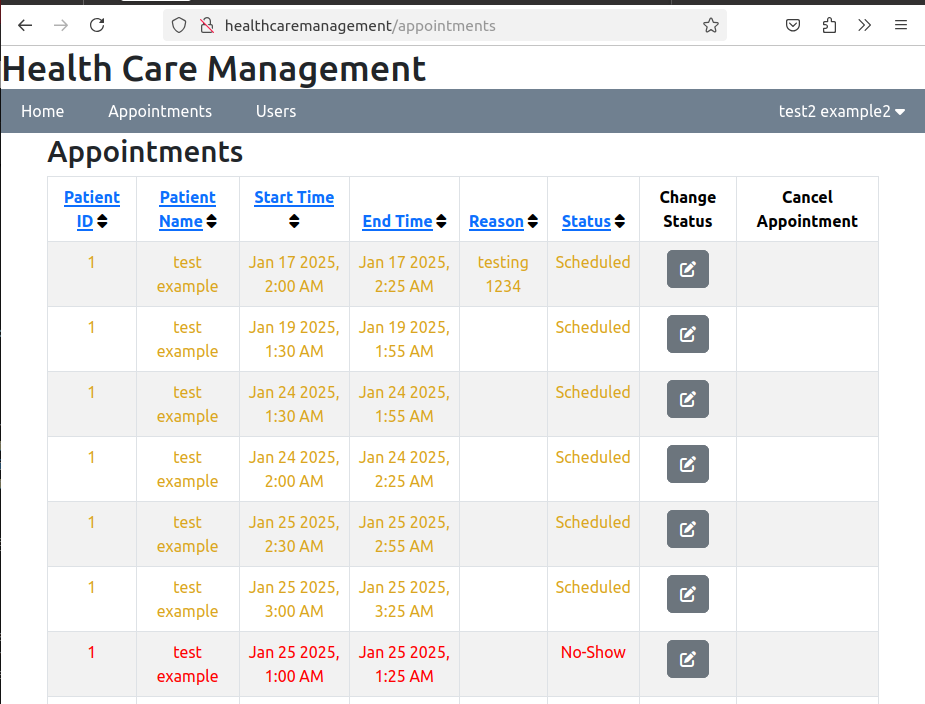 healthcaremanagement/appointments
Health Care Management
Home Appointments Users test2 example2
Appointments
Patient ID Patient Name Start Time End Time Reason Status Change Status Cancel Appointment
1 test example Jan 17 2025, 2:00 AM Jan 17 2025, 2:25 AM testing 1234 Scheduled
1 test example Jan 19 2025, 1:30 AM Jan 19 2025, 1:55 AM Scheduled
1 test example Jan 24 2025, 1:30 AM Jan 24 2025, 1:55 AM Scheduled
1 test example Jan 24 2025, 2:00 AM Jan 24 2025, 2:25 AM Scheduled
1 test example Jan 25 2025, 2:30 AM Jan 25 2025, 2:55 AM Scheduled
1 test example Jan 25 2025, 3:00 AM Jan 25 2025, 3:25 AM Scheduled
1 test example Jan 25 2025, 1:00 AM Jan 25 2025, 1:25 AM No-Show